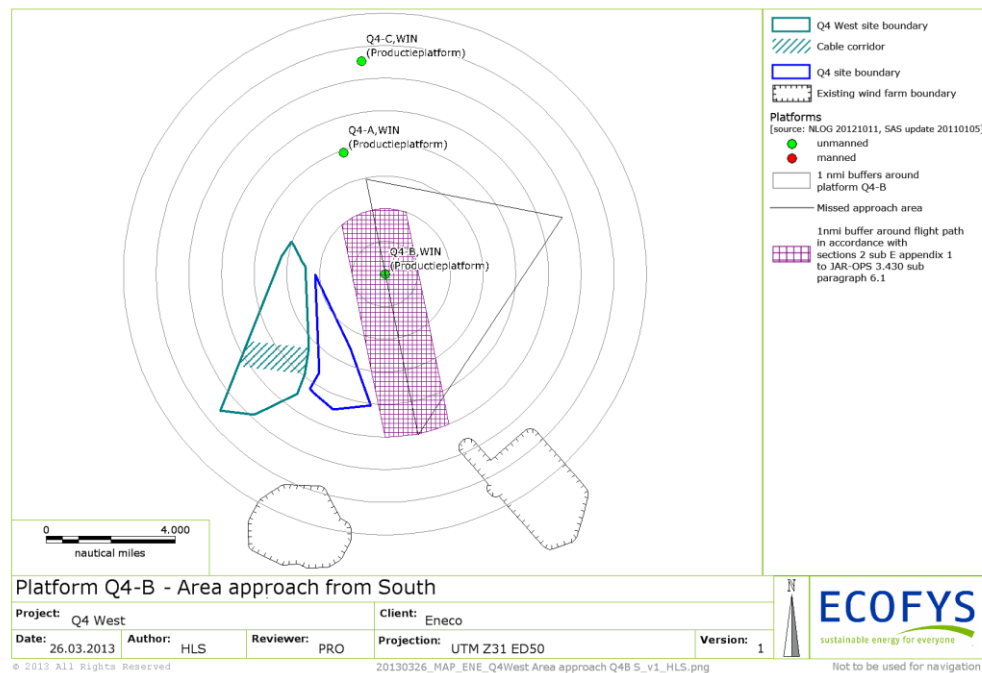 Q4-C,WIN
(Productieplatform)
Q4-A,WIN
(Productieplatform)
Q4-B,WIN
(Productieplatform)
0
4.000
nautical miles
Q4 West site boundary
Cable corridor
Q4 site boundary
Existing wind farm boundary
Platforms
[source: NLOG 20121011, SAS update 20110105]
unmanned
manned
1 nmi buffers around
platform Q4-B
Missed approach area
1nmi buffer around flight path
in accordance with
sections 2 sub E appendix 1
to JAR-OPS 3.430 sub
paragraph 6.1
Platform Q4-B - Area approach from South
Project: Q4 West
Client: Eneco
Date: 26.03.2013
Author: HLS
Reviewer: PRO
Projection: UTM Z31 ED50
Version: 1
N
ECOFYS
sustainable energy for everyone
© 2013 All Rights Reserved
20130326_MAP_ENE_Q4West Area approach Q4B S_v1_HLS.png
Not to be used for navigation